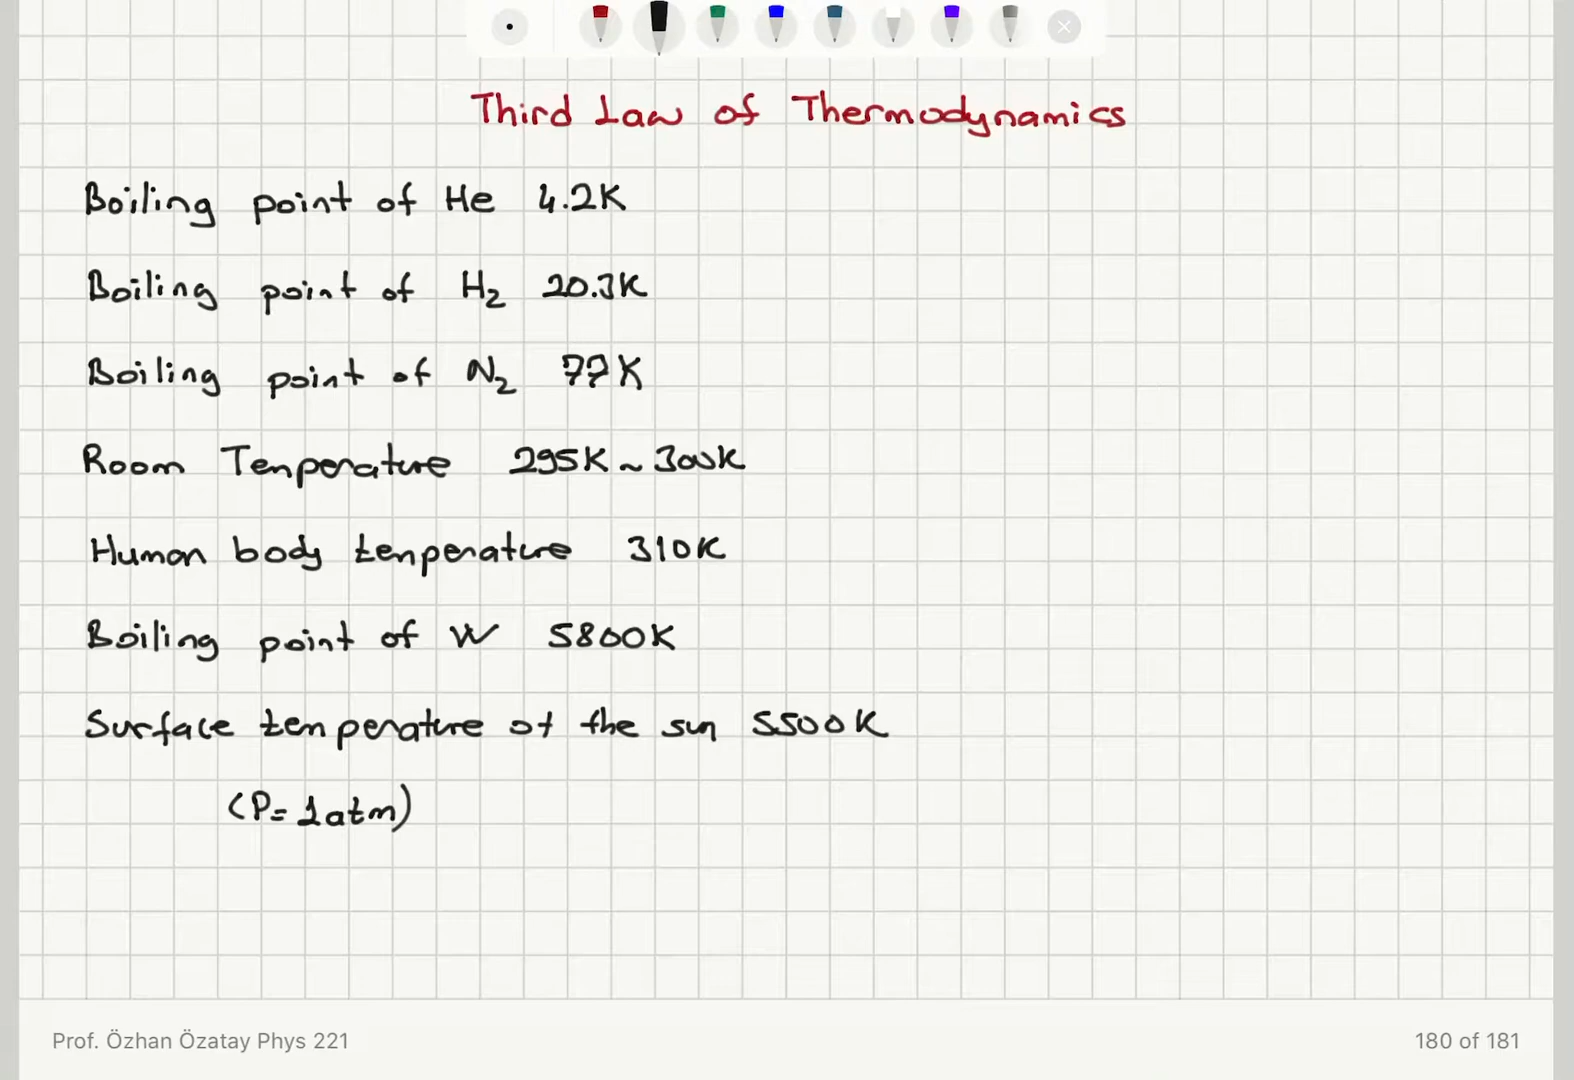 Third Law of Thermodynamics
Boiling point of He 4.2K
Boiling point of H₂ 20.3K
Boiling point of N₂ 77K
Room Tenperature 295K ~ 300K
Human body tenperature 310K
Boiling point of W 5800K
Surface temperature of the sun 5500K
(P=1atm)
Prof. Özhan Özatay Phys 221
180 of 181